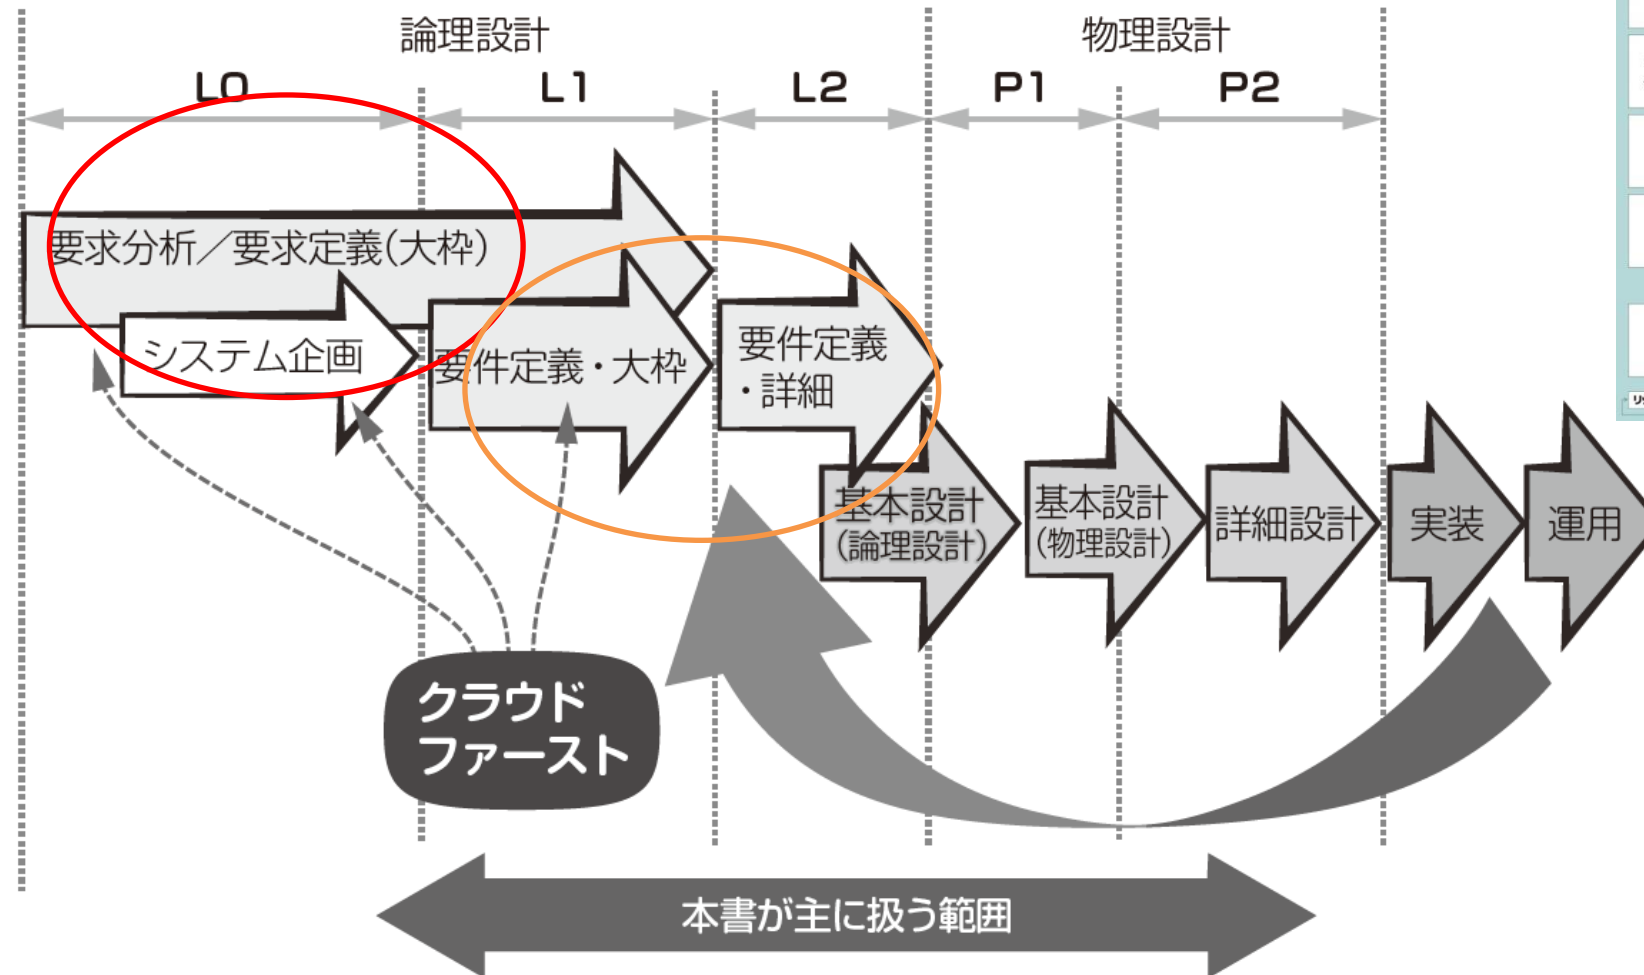 論理設計
物理設計
L0
L1
L2
P1
P2
要求分析／要求定義(大枠)
システム企画
要件定義・大枠
要件定義
・詳細
基本設計
(論理設計)
基本設計
(物理設計)
詳細設計
実装
運用
クラウド
ファースト
本書が主に扱う範囲